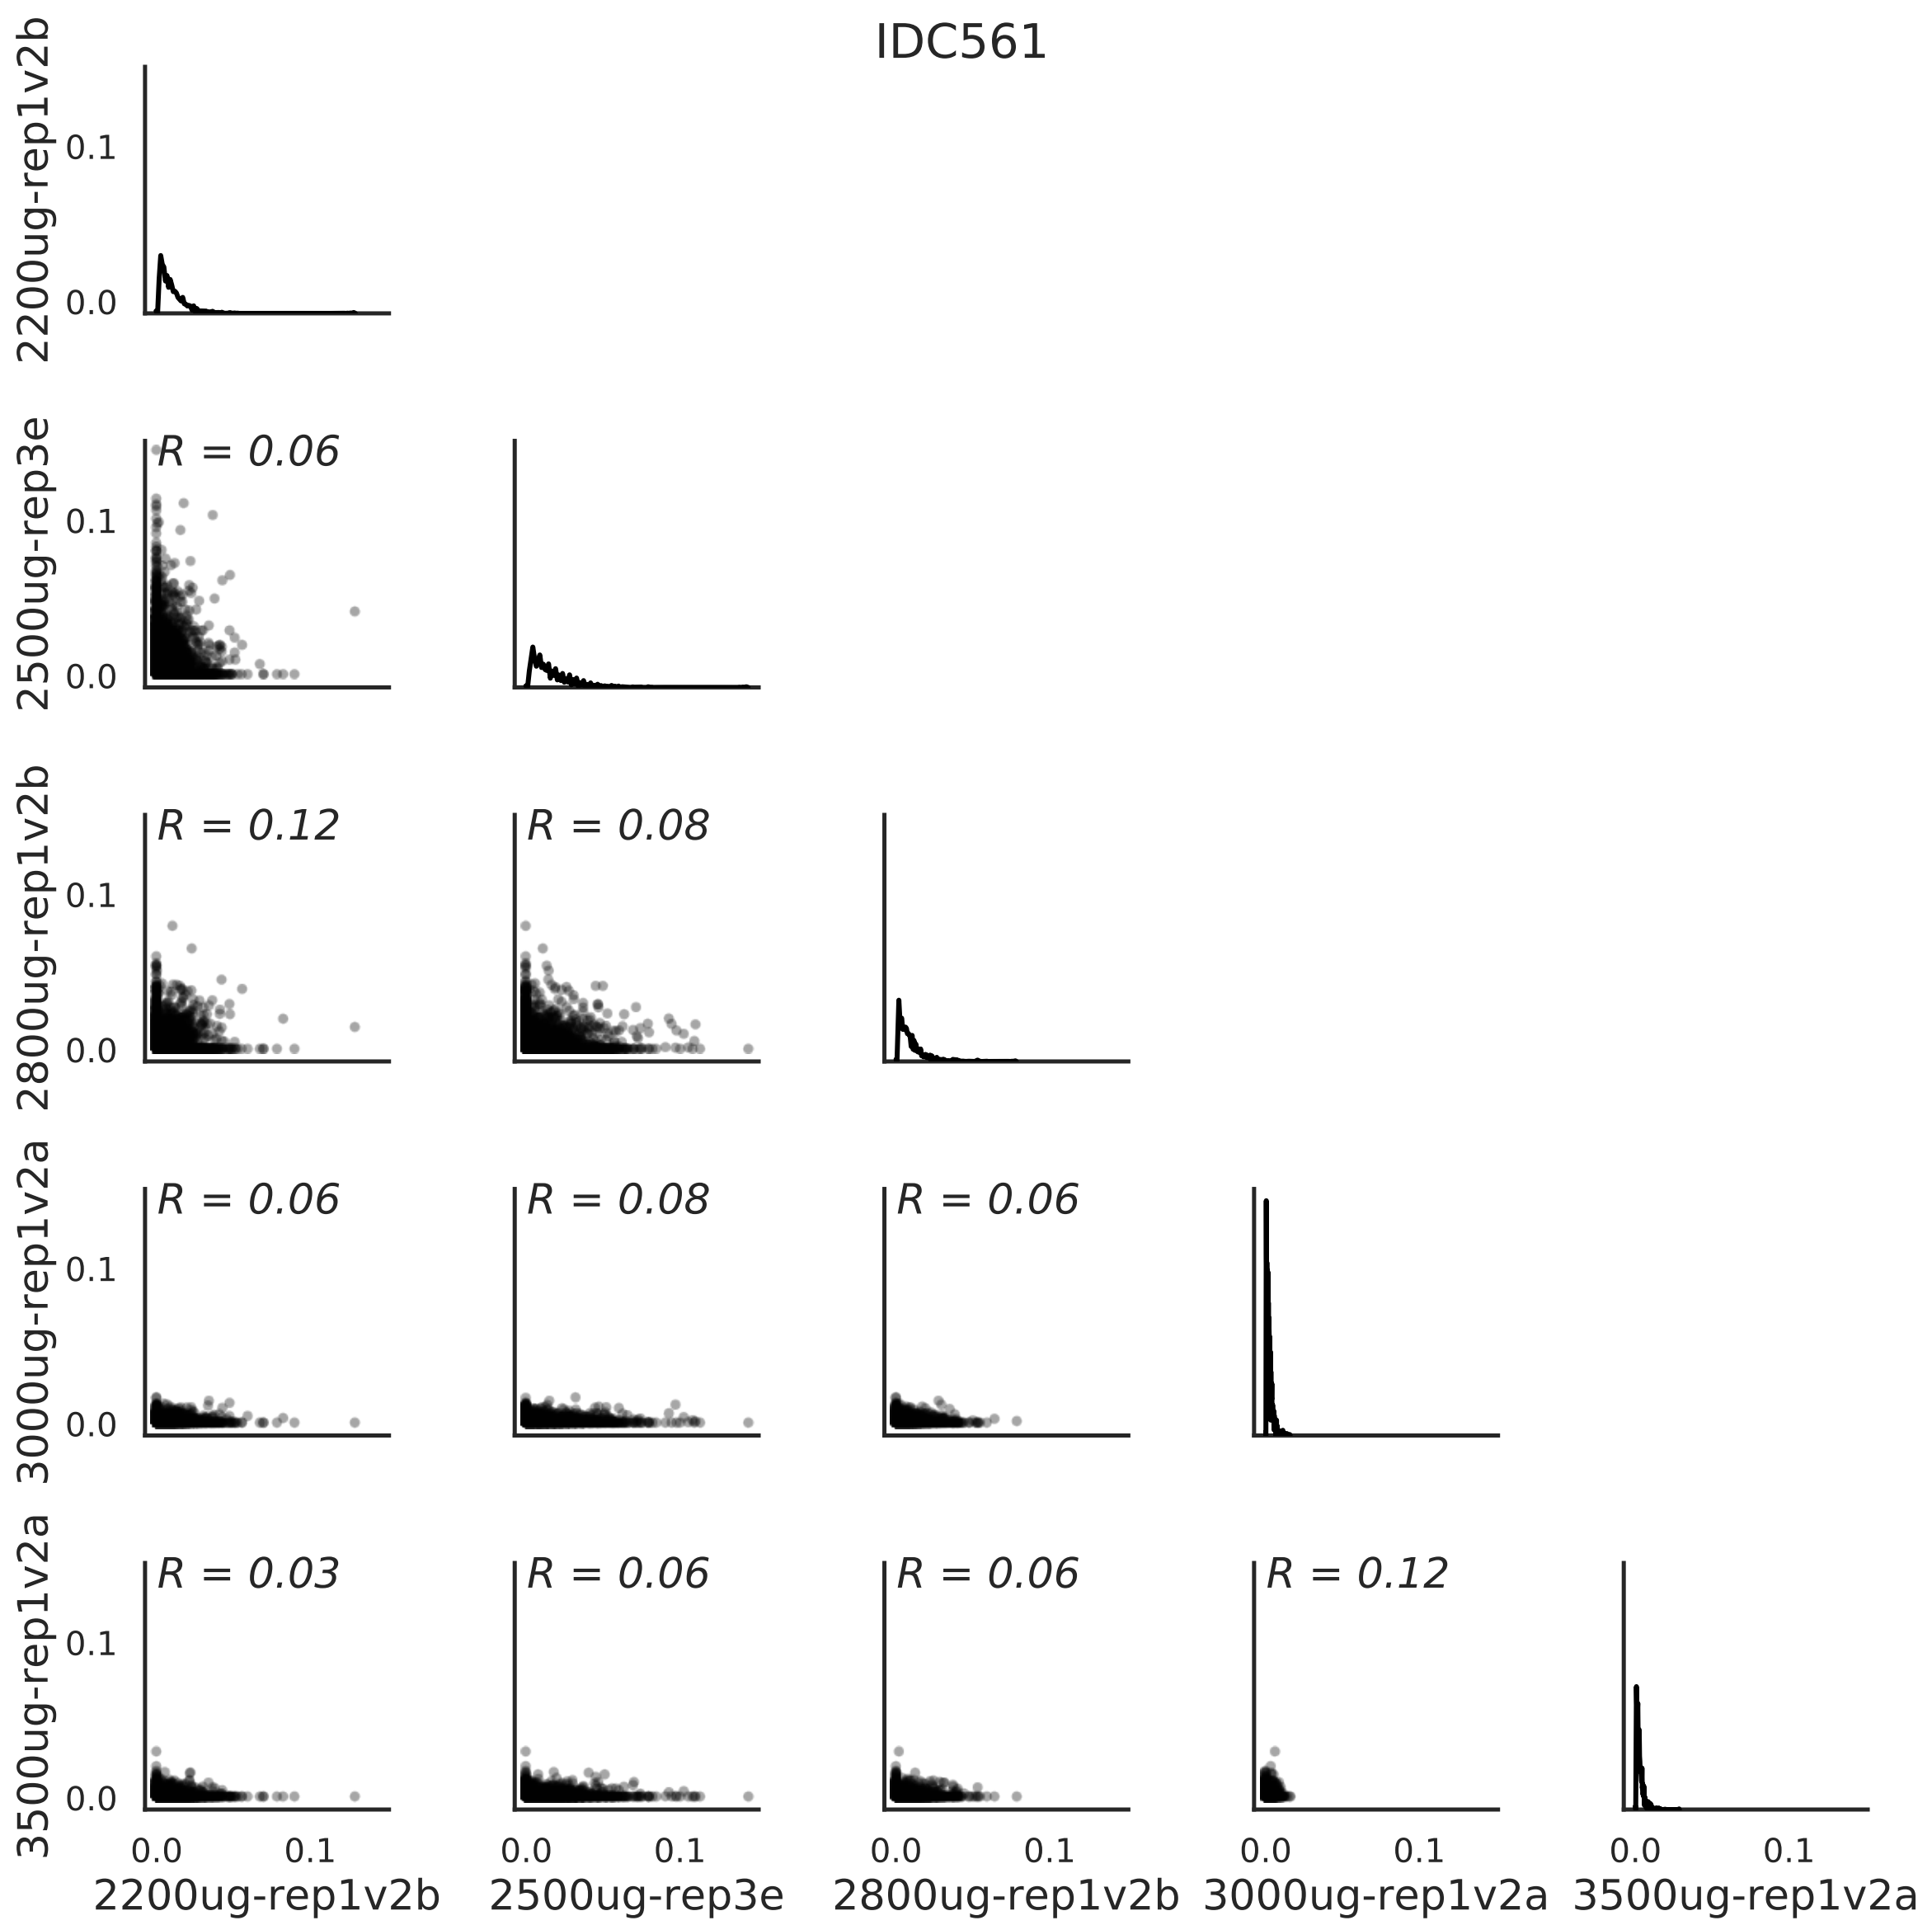 IDC561
2200ug-rep1v2b
0.1
0.0
2500ug-rep3e
0.1
0.0
R = 0.06
2800ug-rep1v2b
0.1
0.0
R = 0.12
R = 0.08
3000ug-rep1v2a
0.1
0.0
R = 0.06
R = 0.08
R = 0.06
3500ug-rep1v2a
0.1
0.0
R = 0.03
R = 0.06
R = 0.06
R = 0.12
0.0 0.1 0.0 0.1 0.0 0.1 0.0 0.1 0.0 0.1
2200ug-rep1v2b 2500ug-rep3e 2800ug-rep1v2b 3000ug-rep1v2a 3500ug-rep1v2a